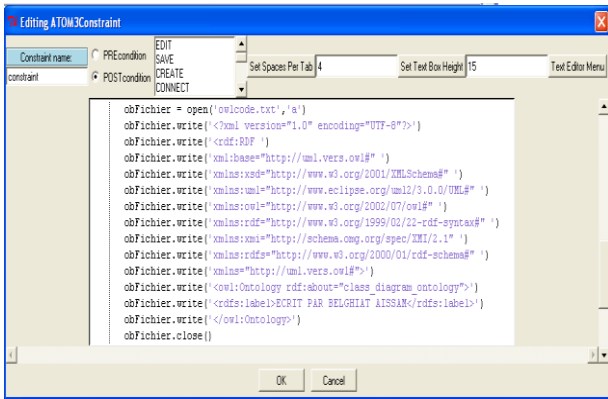 Editing ATOM3Constraint
Constraint name:
constraint
PREcondition
POSTcondition
EDIT
SAVE
CREATE
CONNECT
Set Spaces Per Tab 4
Set Text Box Height 15
Text Editor Menu
obFichier = open('owlcode.txt','a')
obFichier.write('<?xml version="1.0" encoding="UTF-8"?>')
obFichier.write('<rdf:RDF ')
obFichier.write('xml:base="http://uml.vers.owl#" ')
obFichier.write('xmlns:xsd="http://www.w3.org/2001/XMLSchema#" ')
obFichier.write('xmlns:uml="http://www.eclipse.org/uml2/3.0.0/UML#" ')
obFichier.write('xmlns:owl="http://www.w3.org/2002/07/owl#" ')
obFichier.write('xmlns:rdf="http://www.w3.org/1999/02/22-rdf-syntax#" ')
obFichier.write('xmlns:xmi="http://schema.omg.org/spec/XMI/2.1" ')
obFichier.write('xmlns:rdfs="http://www.w3.org/2000/01/rdf-schema#" ')
obFichier.write('xmlns="http://uml.vers.owl#">')
obFichier.write('<owl:Ontology rdf:about="class_diagram_ontology">')
obFichier.write('<rdfs:label>ECRIT PAR BELGHIAT AISSAM</rdfs:label>')
obFichier.write('</owl:Ontology>')
obFichier.close()
OK
Cancel